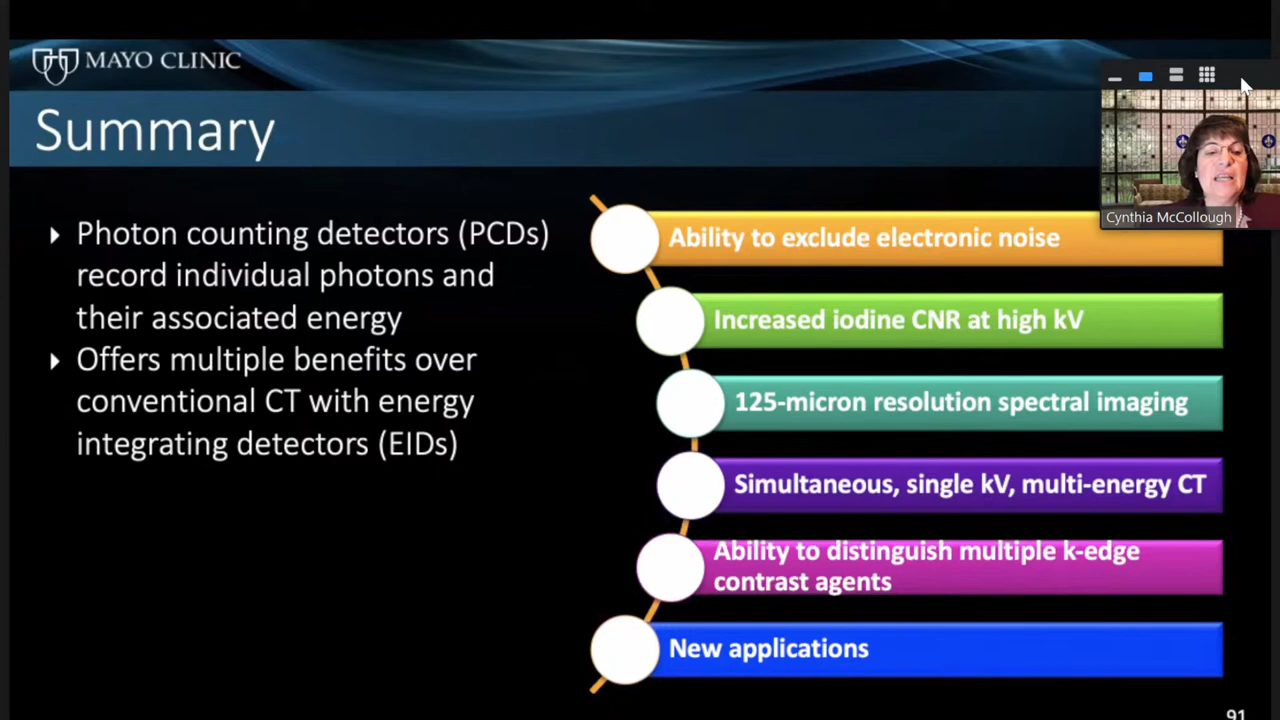 MAYO CLINIC
Summary
Cynthia McCollough
Photon counting detectors (PCDs)
record individual photons and
their associated energy
Offers multiple benefits over
conventional CT with energy
integrating detectors (EIDs)
Ability to exclude electronic noise
Increased iodine CNR at high kV
125-micron resolution spectral imaging
Simultaneous, single kV, multi-energy CT
Ability to distinguish multiple k-edge
contrast agents
New applications
91